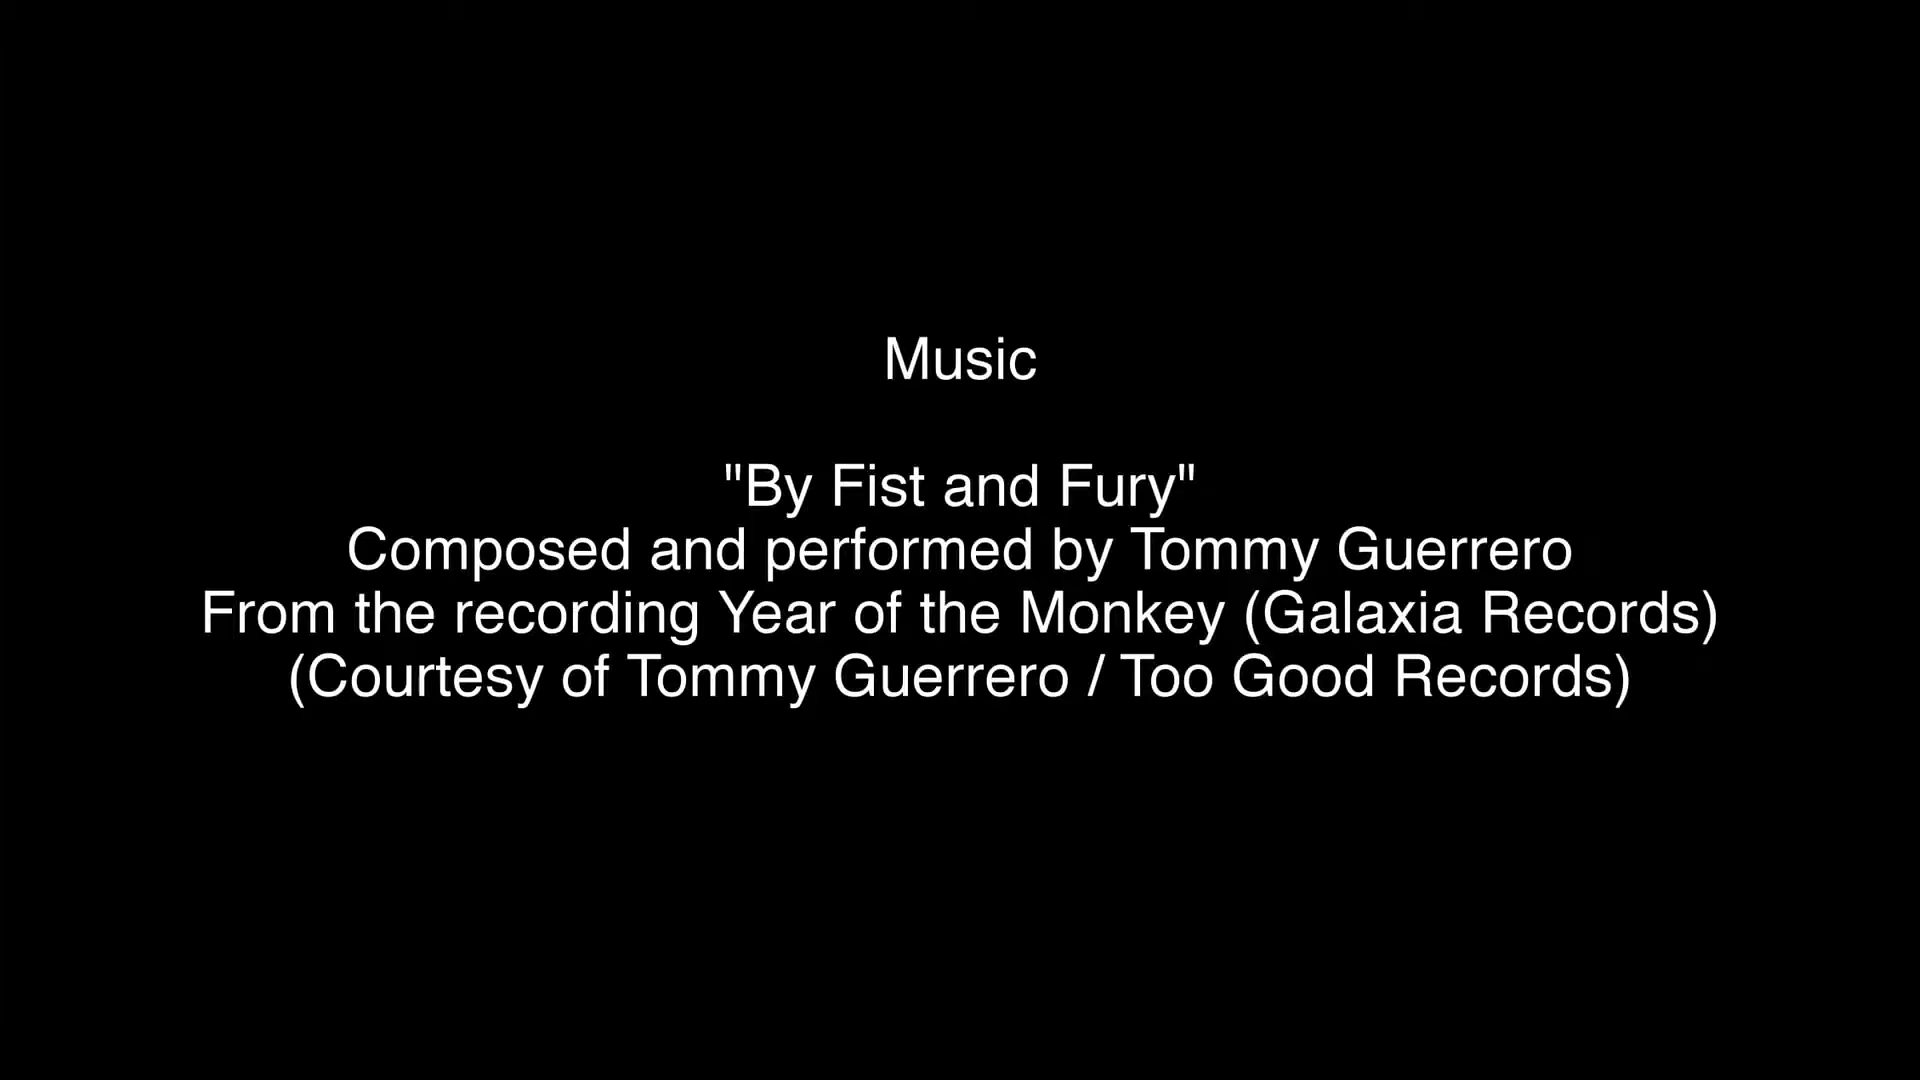 Music
"By Fist and Fury"
Composed and performed by Tommy Guerrero
From the recording Year of the Monkey (Galaxia Records)
(Courtesy of Tommy Guerrero / Too Good Records)